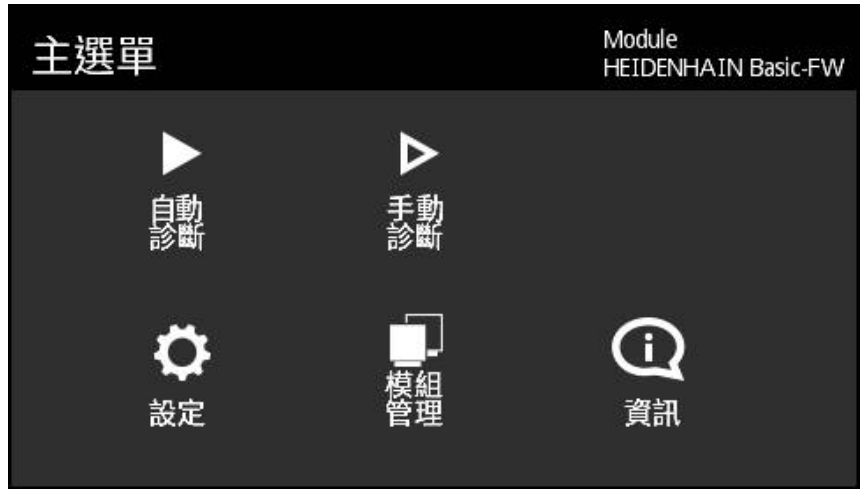 主選單
Module
HEIDENHAIN Basic-FW
自動
診斷
手動
診斷
設定
模組
管理
資訊